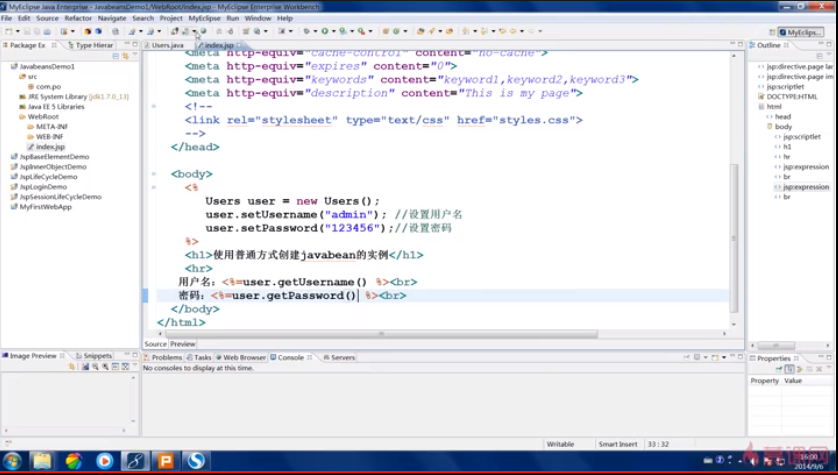 MyEclipse Java Enterprise - JavabeansDemo1/WebRoot/index.jsp - MyEclipse Enterprise Workbench
File Edit Source Refactor Navigate Search Project MyEclipse Run Window Help
MyEclips...
Package Ex
Type Hierar
JavabeansDemo1
src
com.po
JRE System Library [jdk1.7.0_13]
Java EE 5 Libraries
WebRoot
META-INF
WEB-INF
index.jsp
JspBaseElementDemo
JspInnerObjectDemo
JspLifeCycleDemo
JspLoginDemo
JspSessionLifeCycleDemo
MyFirstWebApp
Image Preview
Snippets
Users.java
index.jsp
<meta http-equiv="cache-control" content="no-cache">
<meta http-equiv="expires" content="0">
<meta http-equiv="keywords" content="keyword1,keyword2,keyword3">
<meta http-equiv="description" content="This is my page">
<!--
<link rel="stylesheet" type="text/css" href="styles.css">
-->
</head>
<body>
<%
Users user = new Users();
user.setUsername("admin"); //设置用户名
user.setPassword("123456");//设置密码
%>
<h1>使用普通方式创建javabean的实例</h1>
<hr>
用户名：<%=user.getUsername() %><br>
密码：<%=user.getPassword() %><br>
</body>
</html>
Source Preview
Problems Tasks Web Browser Console Servers
No consoles to display at this time.
Outline
jsp:directive.page lan
jsp:directive.page
jsp:scriptlet
DOCTYPE:HTML
html
head
body
jsp:scriptlet
h1
hr
jsp:expression
br
jsp:expression
br
Properties
Property Value
Writable
Smart Insert
33 : 32
16:00
2014/9/6
慕课网